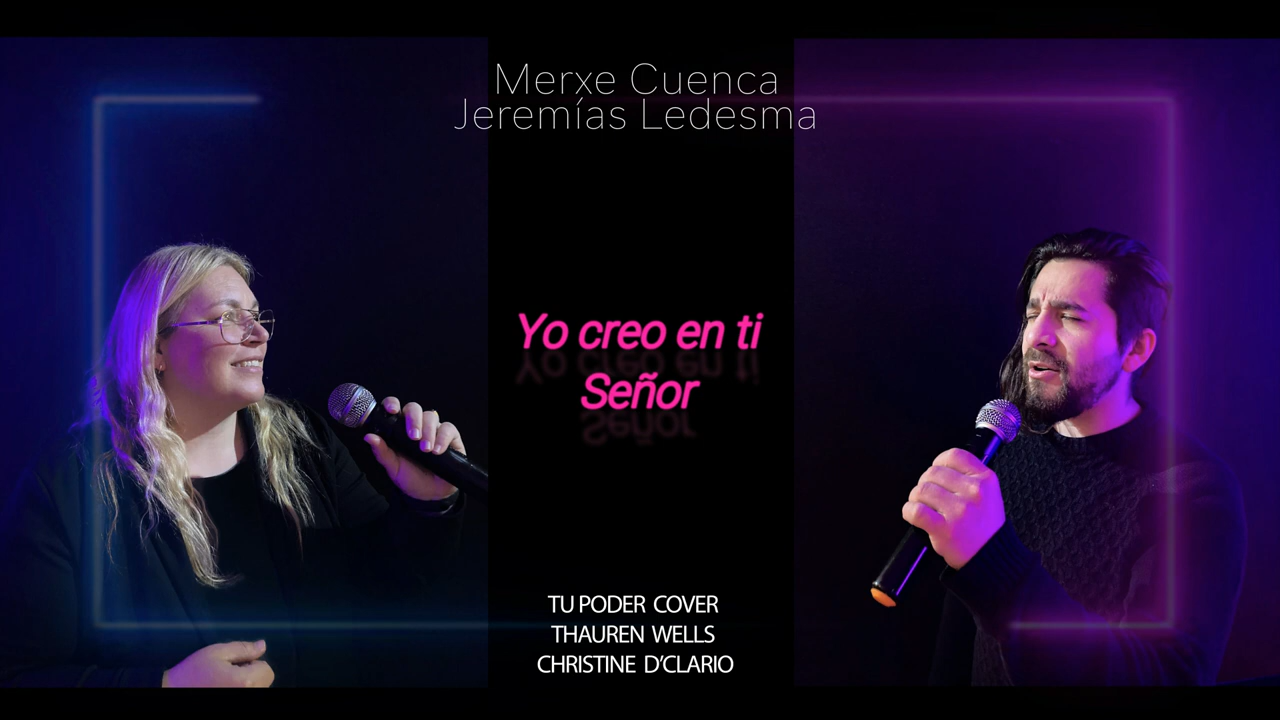 Merxe Cuenca
Jeremías Ledesma
Yo creo en ti
Señor
TU PODER COVER
THAUREN WELLS
CHRISTINE D'CLARIO